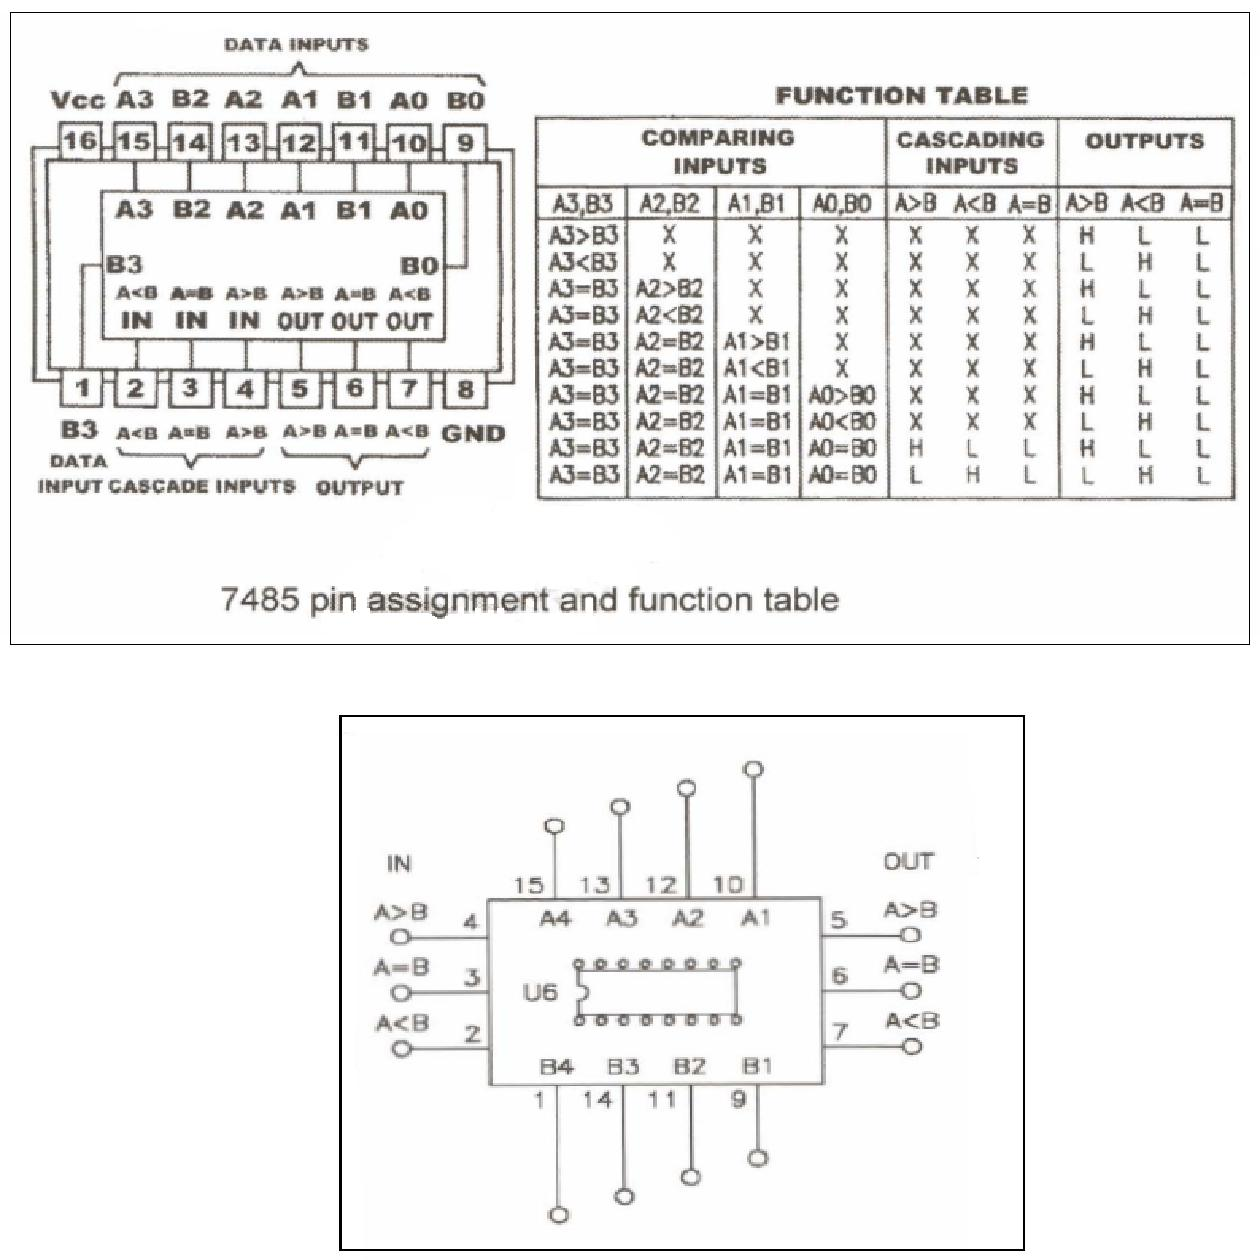 DATA INPUTS
Vcc A3 B2 A2 A1 B1 A0 B0
16 15 14 13 12 11 10 9
A3 B2 A2 A1 B1 A0
B3 B0
A<B A=B A>B A>B A=B A<B
IN IN IN OUT OUT OUT
1 2 3 4 5 6 7 8
B3 A<B A=B A>B A>B A=B A<B GND
DATA
INPUT CASCADE INPUTS OUTPUT
FUNCTION TABLE
COMPARING INPUTS CASCADING INPUTS OUTPUTS
A3,B3 A2,B2 A1,B1 A0,B0 A>B A<B A=B A>B A<B A=B
A3>B3 X X X X X X H L L
A3<B3 X X X X X X L H L
A3=B3 A2>B2 X X X X X H L L
A3=B3 A2<B2 X X X X X L H L
A3=B3 A2=B2 A1>B1 X X X X H L L
A3=B3 A2=B2 A1<B1 X X X X L H L
A3=B3 A2=B2 A1=B1 A0>B0 X X X H L L
A3=B3 A2=B2 A1=B1 A0<B0 X X X L H L
A3=B3 A2=B2 A1=B1 A0=B0 H L L H L L
A3=B3 A2=B2 A1=B1 A0=B0 L H L L H L
7485 pin assignment and function table
IN OUT
15 13 12 10
A4 A3 A2 A1
A>B 4 5 A>B
A=B 3 U6 6 A=B
A<B 2 7 A<B
B4 B3 B2 B1
1 14 11 9